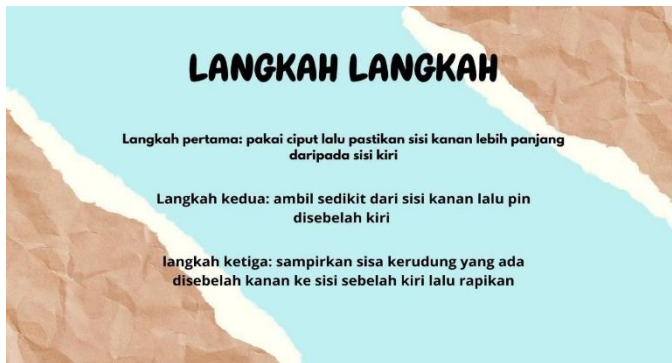 LANGKAH LANGKAH
Langkah pertama: pakai ciput lalu pastikan sisi kanan lebih panjang
daripada sisi kiri
Langkah kedua: ambil sedikit dari sisi kanan lalu pin
disebelah kiri
langkah ketiga: sampirkan sisa kerudung yang ada
disebelah kanan ke sisi sebelah kiri lalu rapikan